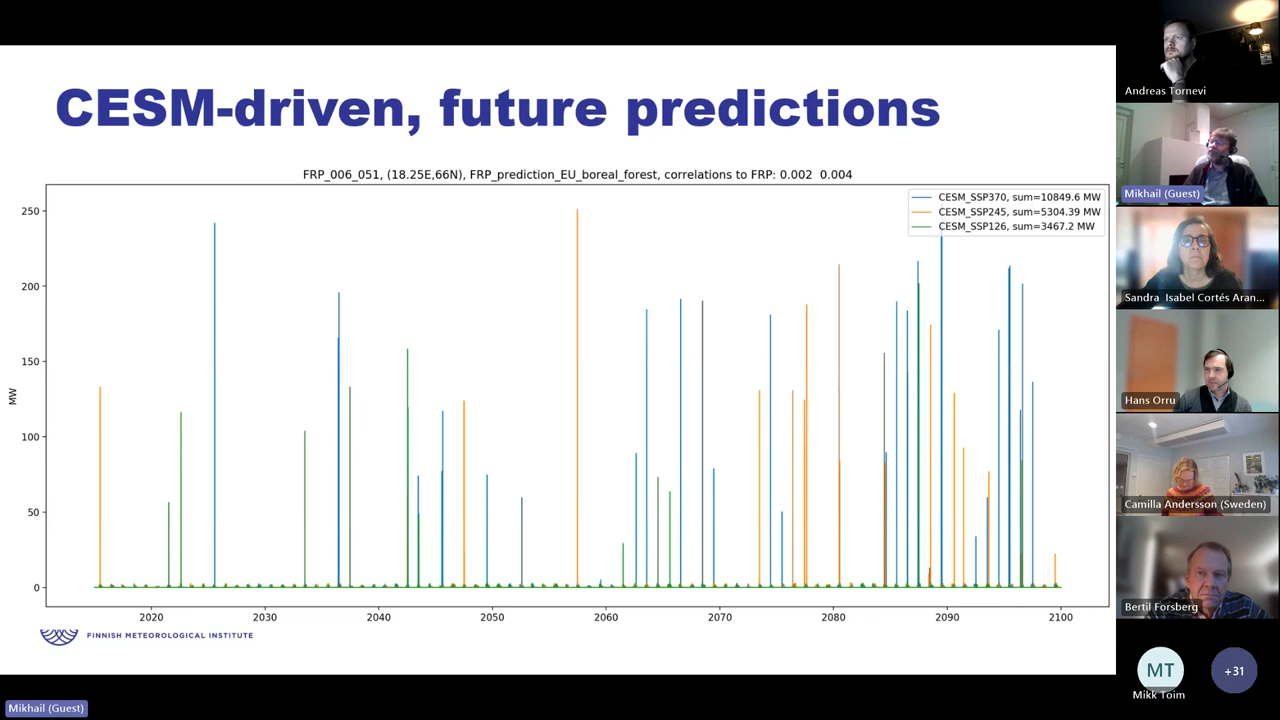 CESM-driven, future predictions
FRP_006_051, (18.25E,66N), FRP_prediction_EU_boreal_forest, correlations to FRP: 0.002 0.004
CESM_SSP370, sum=10849.6 MW
CESM_SSP245, sum=5304.39 MW
CESM_SSP126, sum=3467.2 MW
MW
250
200
150
100
50
0
2020 2030 2040 2050 2060 2070 2080 2090 2100
FINNISH METEOROLOGICAL INSTITUTE
Andreas Tornevi
Mikhail (Guest)
Sandra Isabel Cortés Aran...
Hans Orru
Camilla Andersson (Sweden)
Bertil Forsberg
MT
+31
Mikk Toim
Mikhail (Guest)